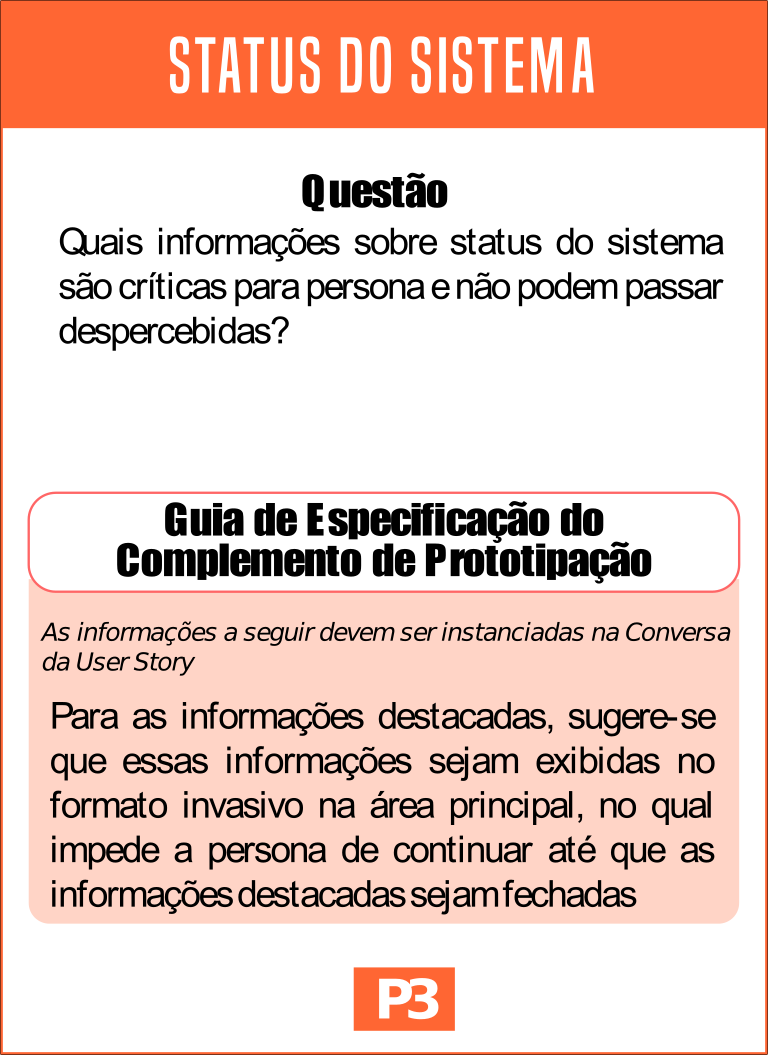 STATUS DO SISTEMA
Questão
Quais informações sobre status do sistema
são críticas para persona e não podem passar
despercebidas?
Guia de Especificação do
Complemento de Prototipação
As informações a seguir devem ser instanciadas na Conversa
da User Story
Para as informações destacadas, sugere-se
que essas informações sejam exibidas no
formato invasivo na área principal, no qual
impede a persona de continuar até que as
informações destacadas sejam fechadas
P3